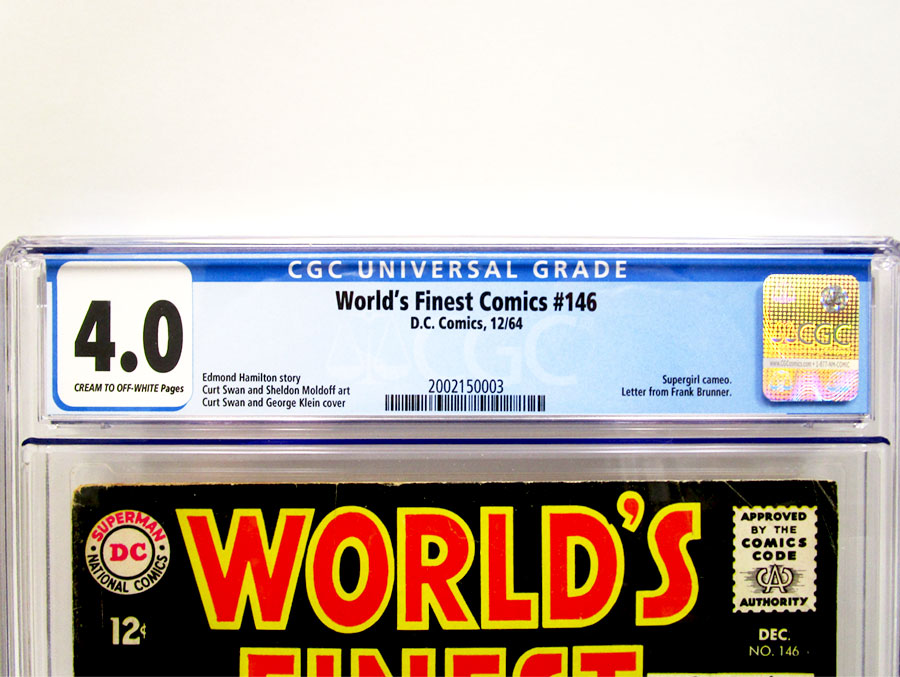 CGC UNIVERSAL GRADE
4.0
CREAM TO OFF-WHITE Pages
World's Finest Comics #146
D.C. Comics, 12/64
Edmond Hamilton story
Curt Swan and Sheldon Moldoff art
Curt Swan and George Klein cover
2002150003
Supergirl cameo.
Letter from Frank Brunner.
CGC
CGC
SUPERMAN
DC
NATIONAL COMICS
12¢
WORLD'S
FINEST
APPROVED
BY THE
COMICS
CODE
AUTHORITY
DEC.
NO. 146